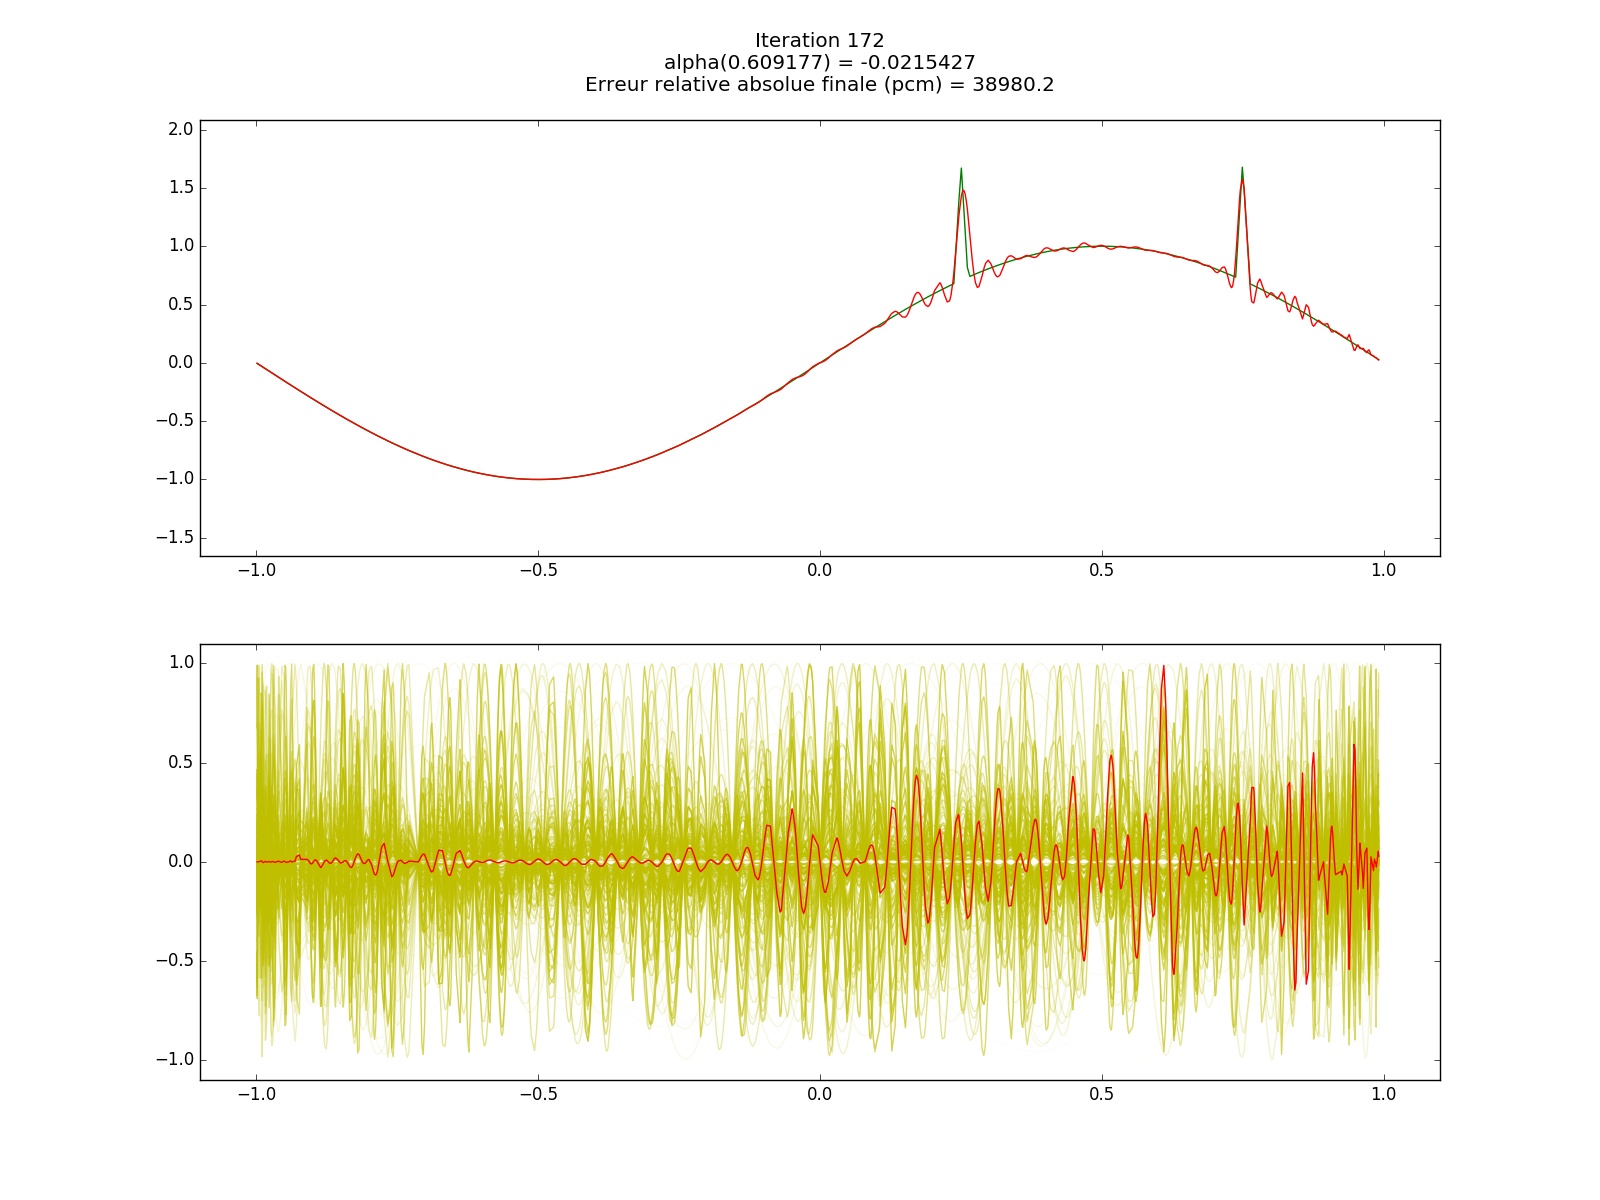 Iteration 172
alpha(0.609177) = -0.0215427
Erreur relative absolue finale (pcm) = 38980.2
2.0
1.5
1.0
0.5
0.0
−0.5
−1.0
−1.5
−1.0 −0.5 0.0 0.5 1.0
1.0
0.5
0.0
−0.5
−1.0
−1.0 −0.5 0.0 0.5 1.0